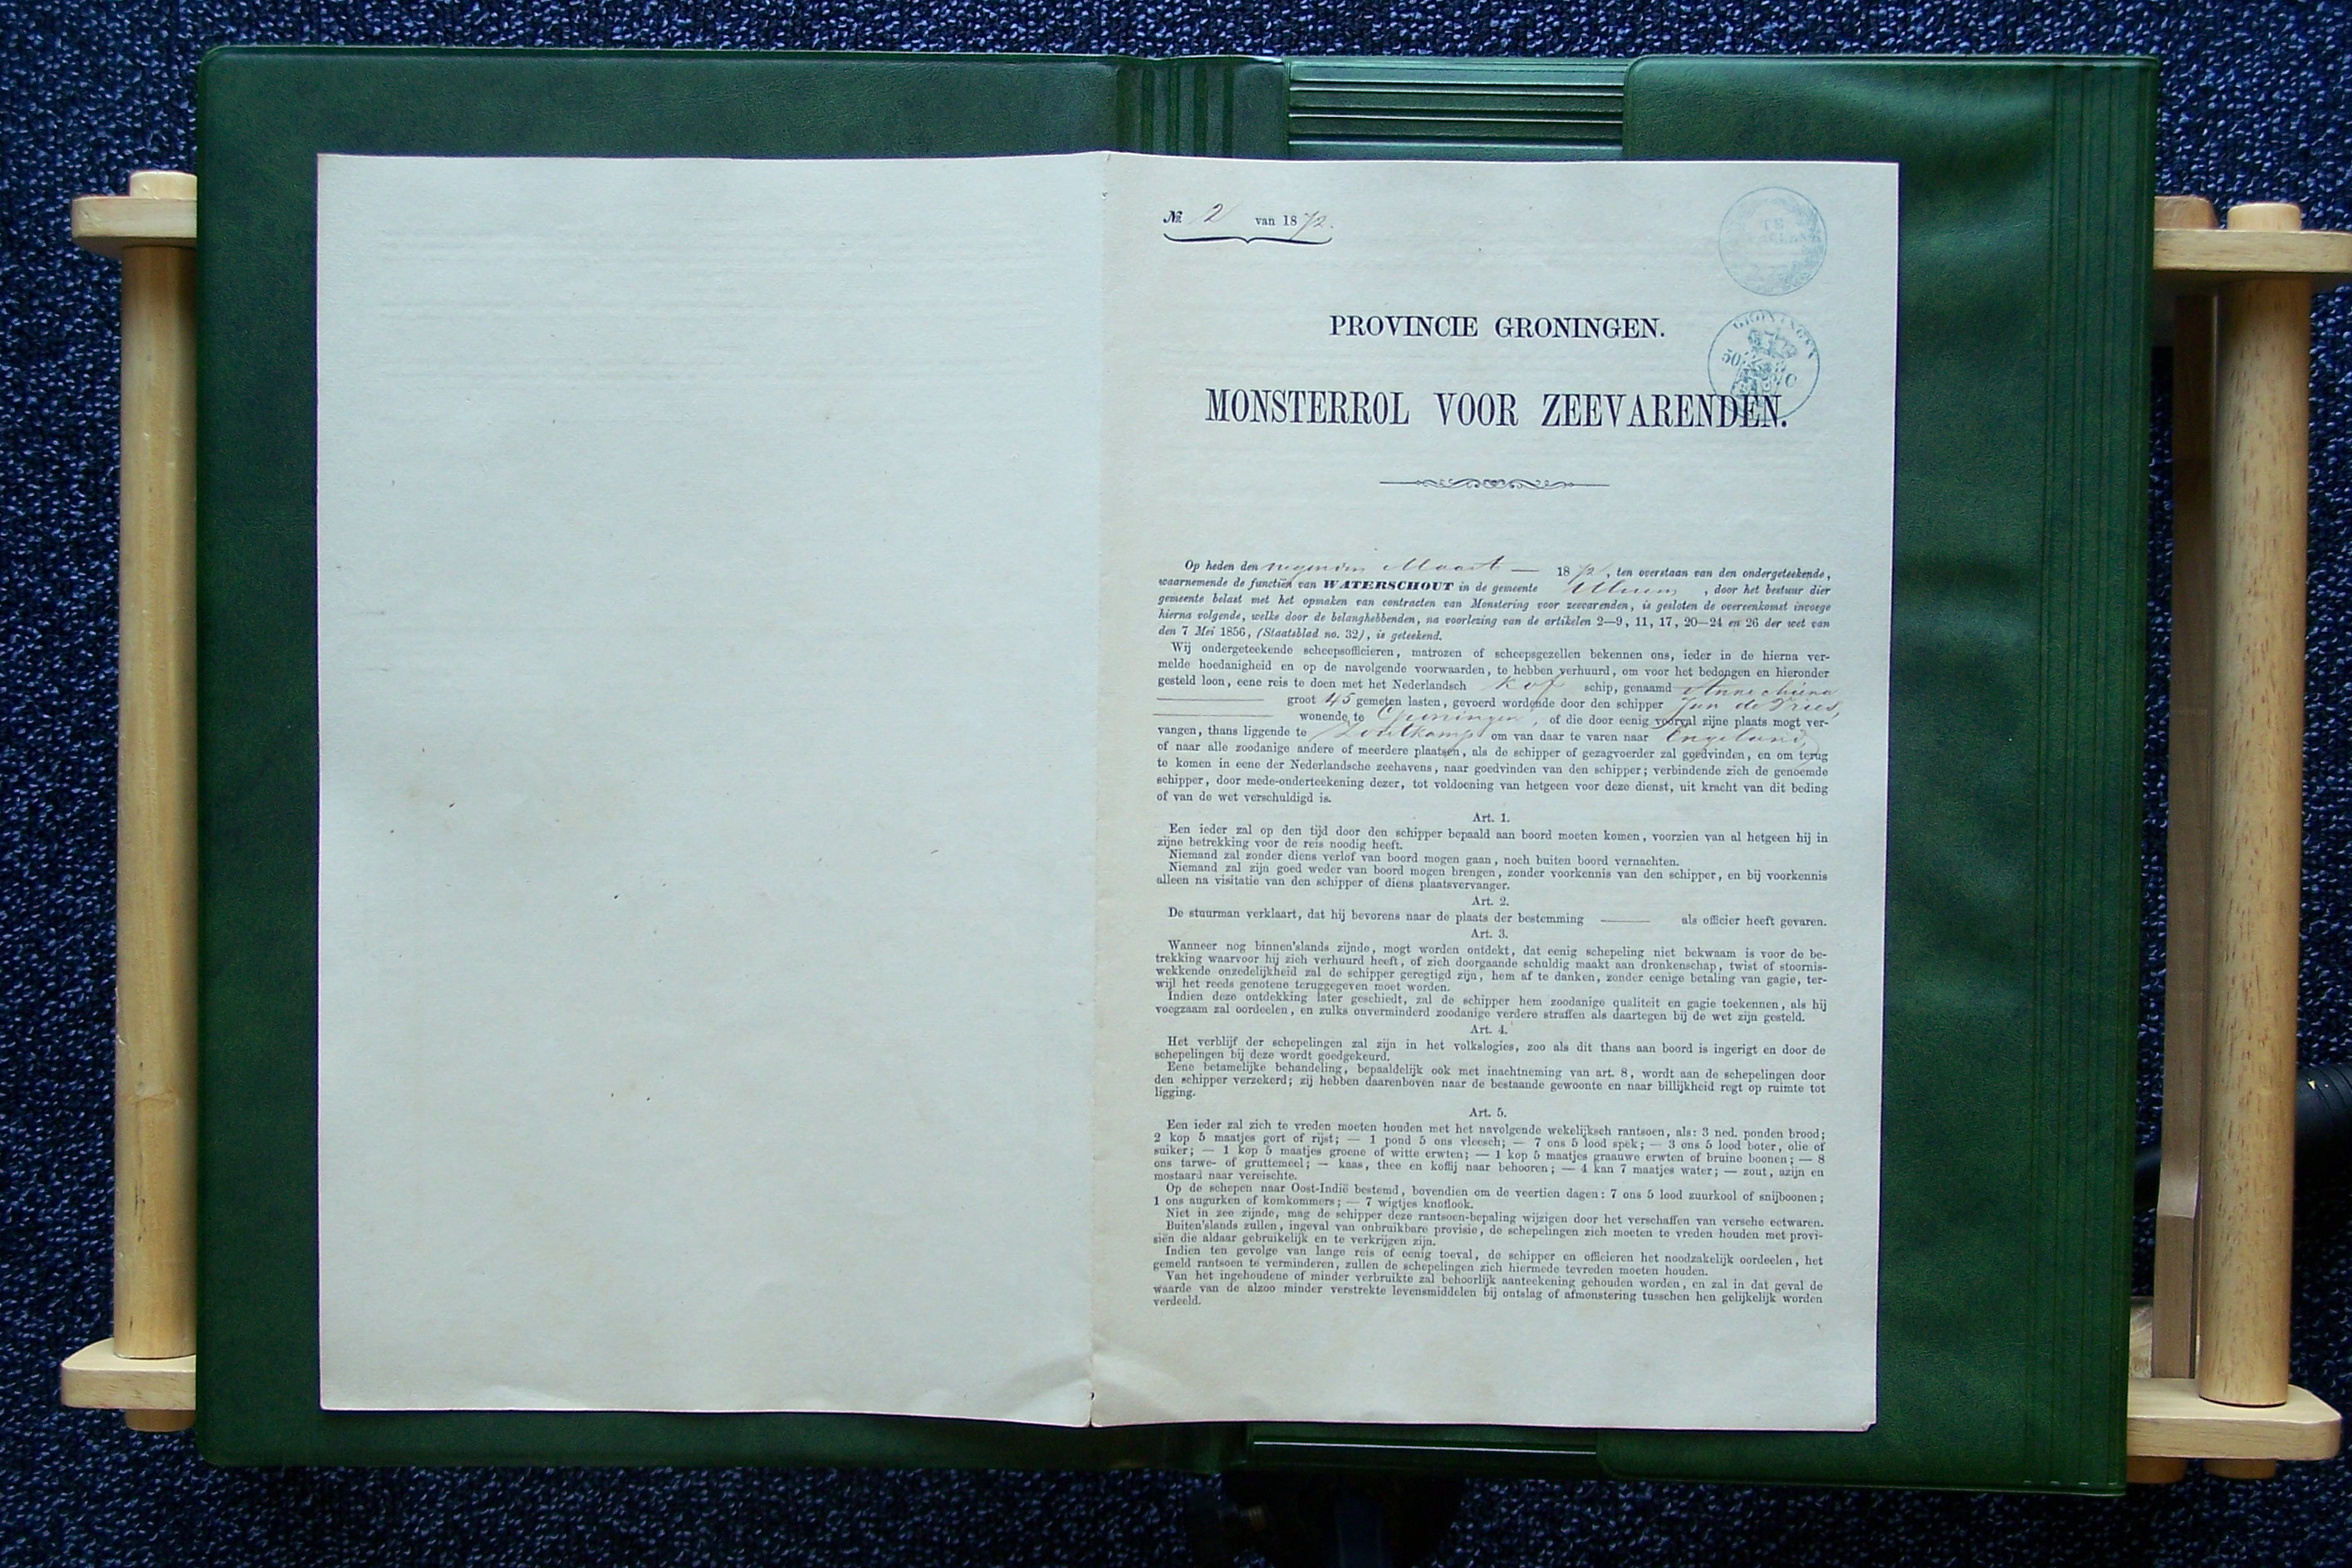 № 2 van 1872.
TE
PROVINCIE GRONINGEN.
GRONINGEN
50
MONSTERROL VOOR ZEEVARENDEN.
Op heden den negenden Maart — 1872, ten overstaan van den ondergeteekende,
waarnemende de functiën van WATERSCHOUT in de gemeente Ulrum, door het bestuur dier
gemeente belast met het opmaken van contracten van Monstering voor zeevarenden, is gesloten de overeenkomst invoege
hierna volgende, welke door de belanghebbenden, na voorlezing van de artikelen 2—9, 11, 17, 20—24 en 26 der wet van
den 7 Mei 1856, (Staatsblad no. 32), is geteekend.
Wij ondergeteekende scheepsofficieren, matrozen of scheepsgezellen bekennen ons, ieder in de hierna ver-
melde hoedanigheid en op de navolgende voorwaarden, te hebben verhuurd, om voor het bedongen en hieronder
gesteld loon, eene reis te doen met het Nederlandsch kof schip, genaamd Annechiena
groot 45 gemeten lasten, gevoerd wordende door den schipper Jan de Vries,
wonende te Groningen, of die door eenig voorval zijne plaats mogt ver-
vangen, thans liggende te Zoutkamp om van daar te varen naar Engeland,
of naar alle zoodanige andere of meerdere plaatsen, als de schipper of gezagvoerder zal goedvinden, en om terug
te komen in eene der Nederlandsche zeehavens, naar goedvinden van den schipper; verbindende zich de genoemde
schipper, door mede-onderteekening dezer, tot voldoening van hetgeen voor deze dienst, uit kracht van dit beding
of van de wet verschuldigd is.
Art. 1.
Een ieder zal op den tijd door den schipper bepaald aan boord moeten komen, voorzien van al hetgeen hij in
zijne betrekking voor de reis noodig heeft.
Niemand zal zonder diens verlof van boord mogen gaan, noch buiten boord vernachten.
Niemand zal zijn goed weder van boord mogen brengen, zonder voorkennis van den schipper, en bij voorkennis
alleen na visitatie van den schipper of diens plaatsvervanger.
Art. 2.
De stuurman verklaart, dat hij bevorens naar de plaats der bestemming — als officier heeft gevaren.
Art. 3.
Wanneer nog binnen'slands zijnde, mogt worden ontdekt, dat eenig schepeling niet bekwaam is voor de be-
trekking waarvoor hij zich verhuurd heeft, of zich doorgaande schuldig maakt aan dronkenschap, twist of stoornis-
wekkende onzedelijkheid zal de schipper geregtigd zijn, hem af te danken, zonder eenige betaling van gagie, ter-
wijl het reeds genotene teruggegeven moet worden.
Indien deze ontdekking later geschiedt, zal de schipper hem zoodanige qualiteit en gagie toekennen, als hij
voegzaam zal oordeelen, en zulks onverminderd zoodanige verdere straffen als daartegen bij de wet zijn gesteld.
Art. 4.
Het verblijf der schepelingen zal zijn in het volkslogies, zoo als dit thans aan boord is ingerigt en door de
schepelingen bij deze wordt goedgekeurd.
Eene betamelijke behandeling, bepaaldelijk ook met inachtneming van art. 8, wordt aan de schepelingen door
den schipper verzekerd; zij hebben daarenboven naar de bestaande gewoonte en naar billijkheid regt op ruimte tot
ligging.
Art. 5.
Een ieder zal zich te vreden moeten houden met het navolgende wekelijksch rantsoen, als: 3 ned. ponden brood;
2 kop 5 maatjes gort of rijst; — 1 pond 5 ons vleesch; — 7 ons 5 lood spek; — 3 ons 5 lood boter, olie of
suiker; — 1 kop 5 maatjes groene of witte erwten; — 1 kop 5 maatjes graauwe erwten of bruine boonen; — 8
ons tarwe- of gruttemeel; — kaas, thee en koffij naar behooren; — 4 kan 7 maatjes water; — zout, azijn en
mostaard naar vereischte.
Op de schepen naar Oost-Indië bestemd, bovendien om de veertien dagen: 7 ons 5 lood zuurkool of snijboonen;
1 ons augurken of komkommers; — 7 wigtjes knoflook.
Niet in zee zijnde, mag de schipper deze rantsoen-bepaling wijzigen door het verschaffen van versche eetwaren.
Buiten'slands zullen, ingeval van onbruikbare provisie, de schepelingen zich moeten te vreden houden met provi-
siën die aldaar gebruikelijk en te verkrijgen zijn.
Indien ten gevolge van lange reis of eenig toeval, de schipper en officieren het noodzakelijk oordeelen, het
gemeld rantsoen te verminderen, zullen de schepelingen zich hiermede tevreden moeten houden.
Van het ingehoudene of minder verbruikte zal behoorlijk aanteekening gehouden worden, en zal in dat geval de
waarde van de alzoo minder verstrekte levensmiddelen bij ontslag of afmonstering tusschen hen gelijkelijk worden
verdeeld.